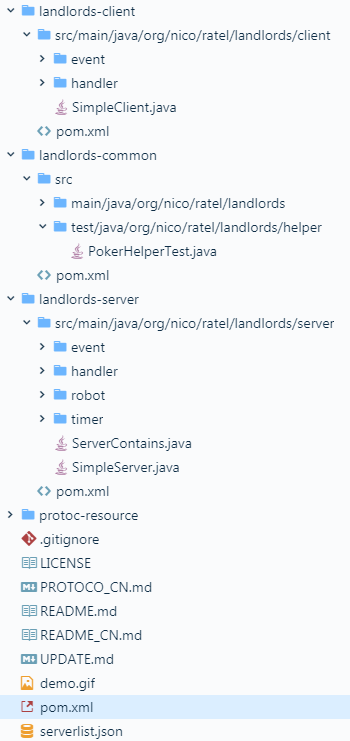 landlords-client
src/main/java/org/nico/ratel/landlords/client
event
handler
SimpleClient.java
pom.xml
landlords-common
src
main/java/org/nico/ratel/landlords
test/java/org/nico/ratel/landlords/helper
PokerHelperTest.java
pom.xml
landlords-server
src/main/java/org/nico/ratel/landlords/server
event
handler
robot
timer
ServerContains.java
SimpleServer.java
pom.xml
protoc-resource
.gitignore
LICENSE
PROTOCO_CN.md
README.md
README_CN.md
UPDATE.md
demo.gif
pom.xml
serverlist.json